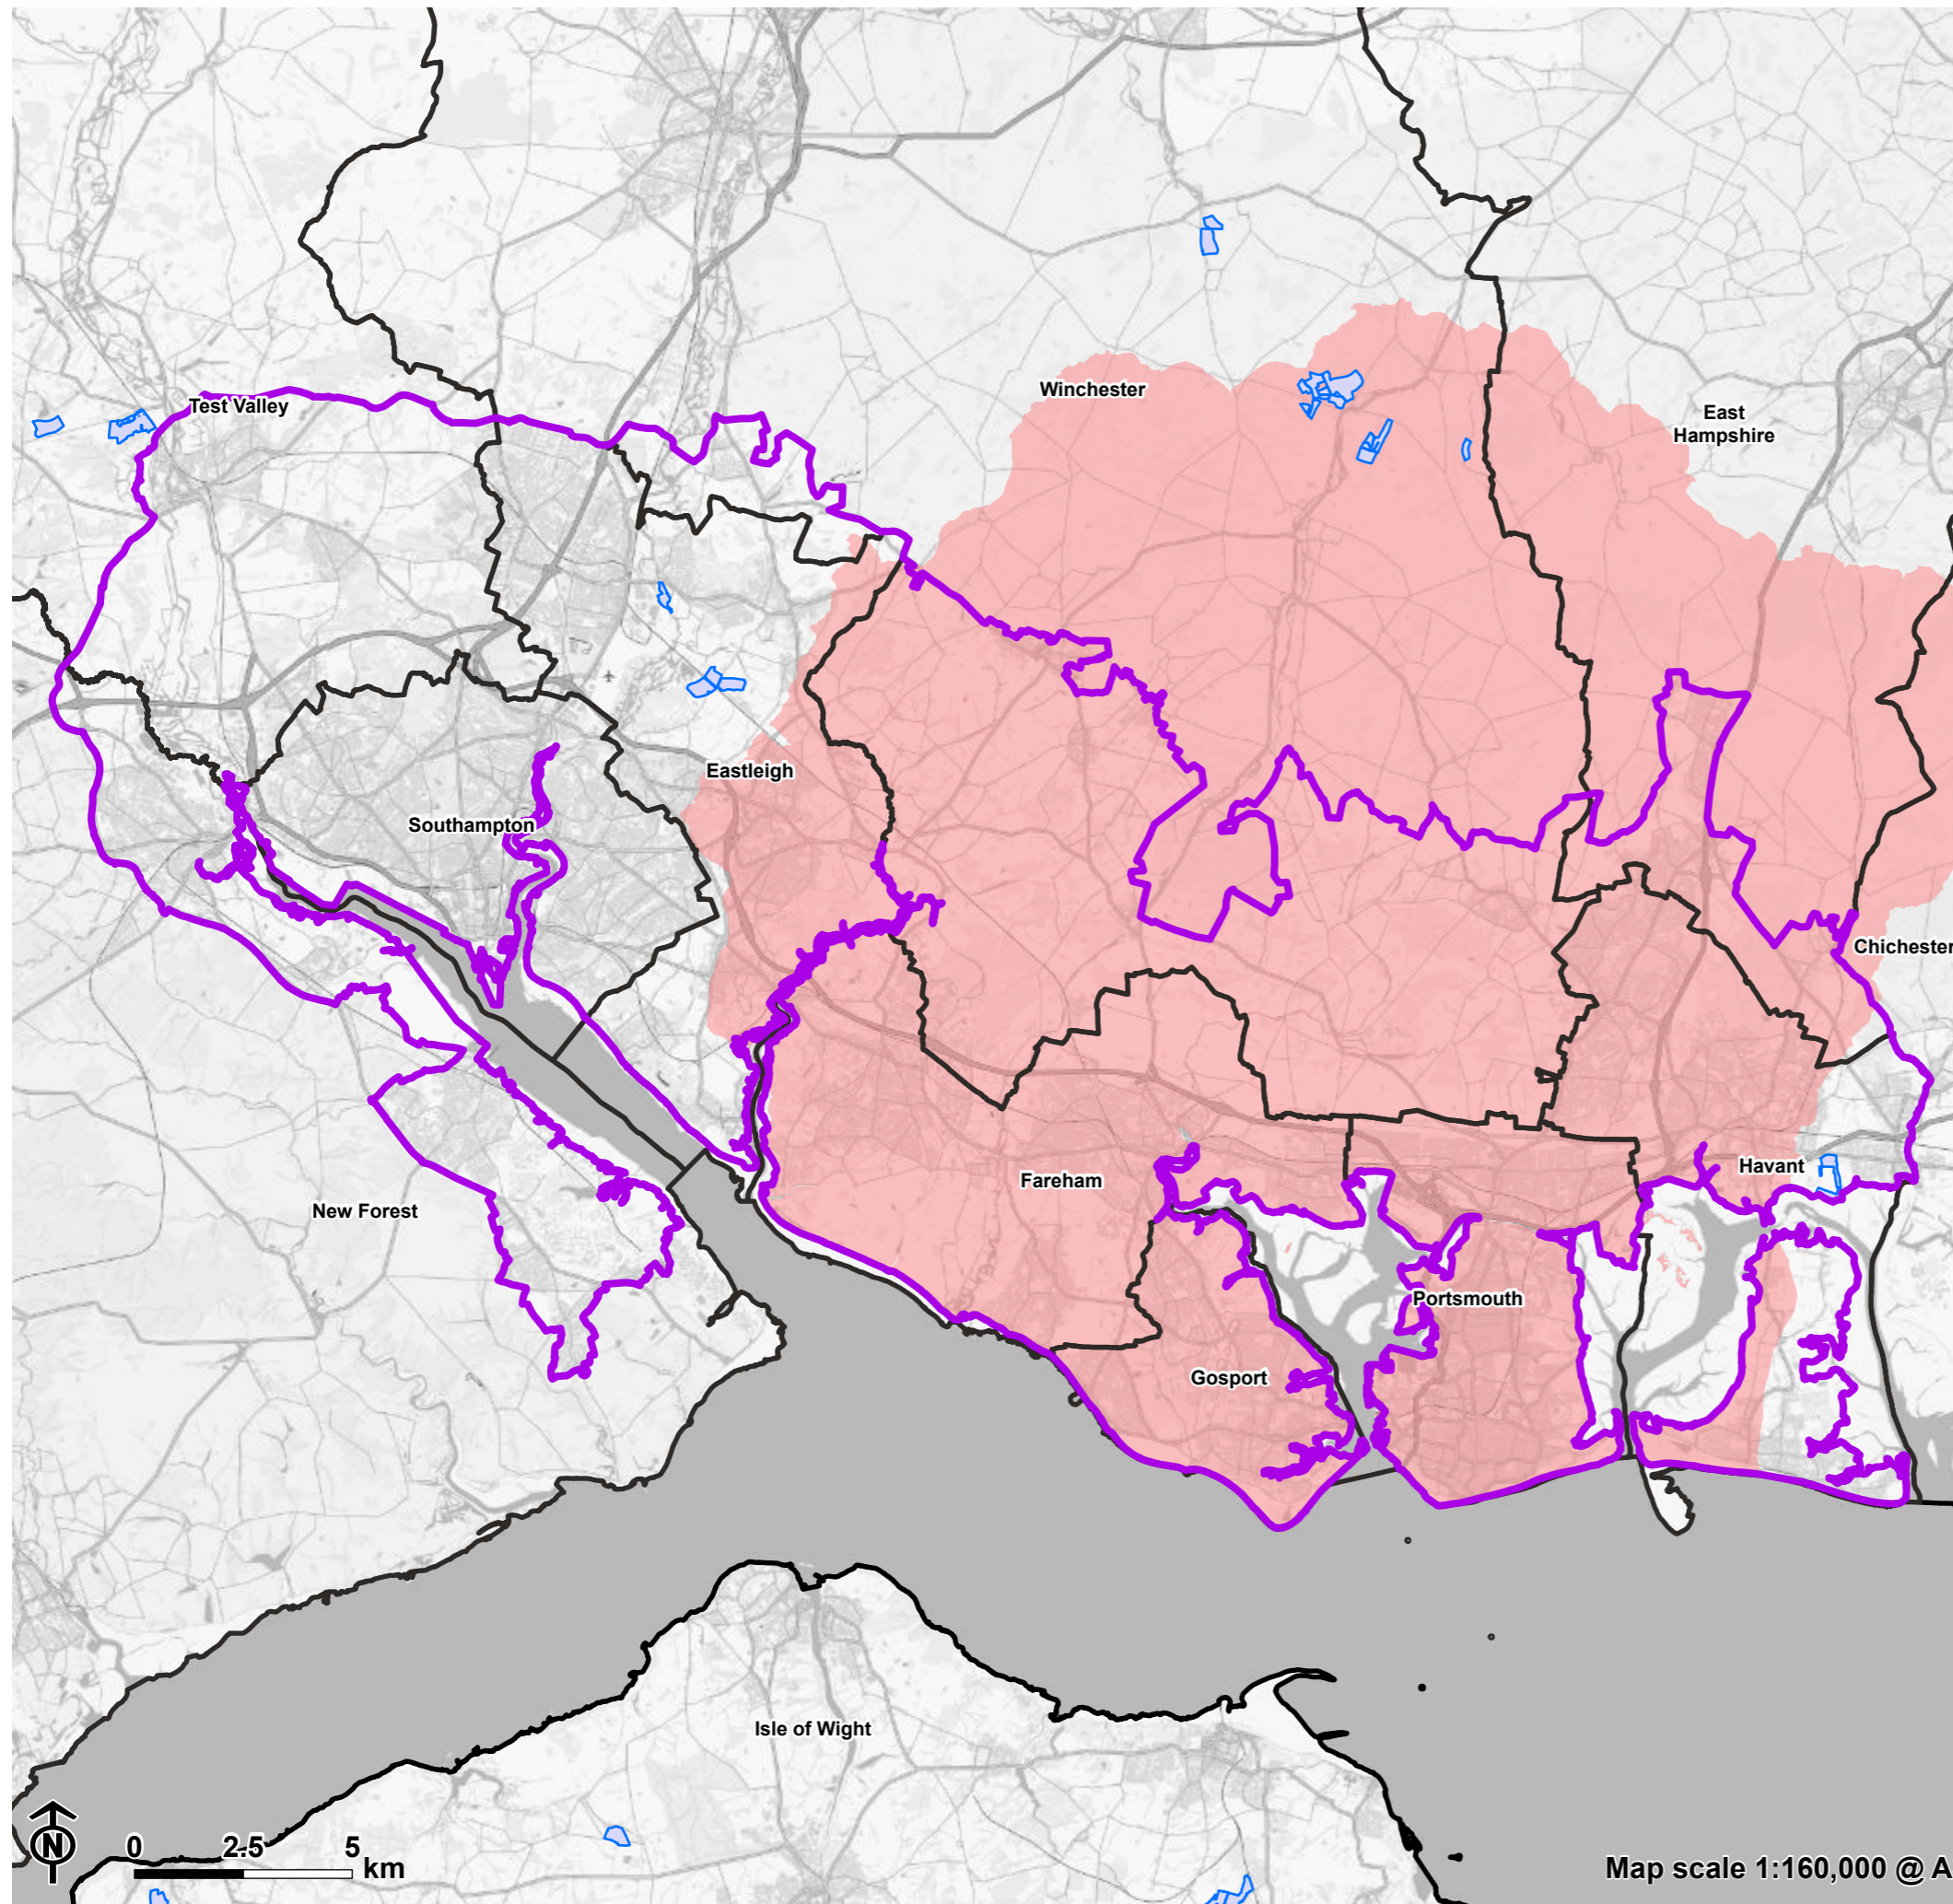 Winchester
Test Valley
East
Hampshire
Eastleigh
Southampton
Chichester
Havant
Fareham
New Forest
Portsmouth
Gosport
Isle of Wight
N
0 2.5 5
km
Map scale 1:160,000 @ A